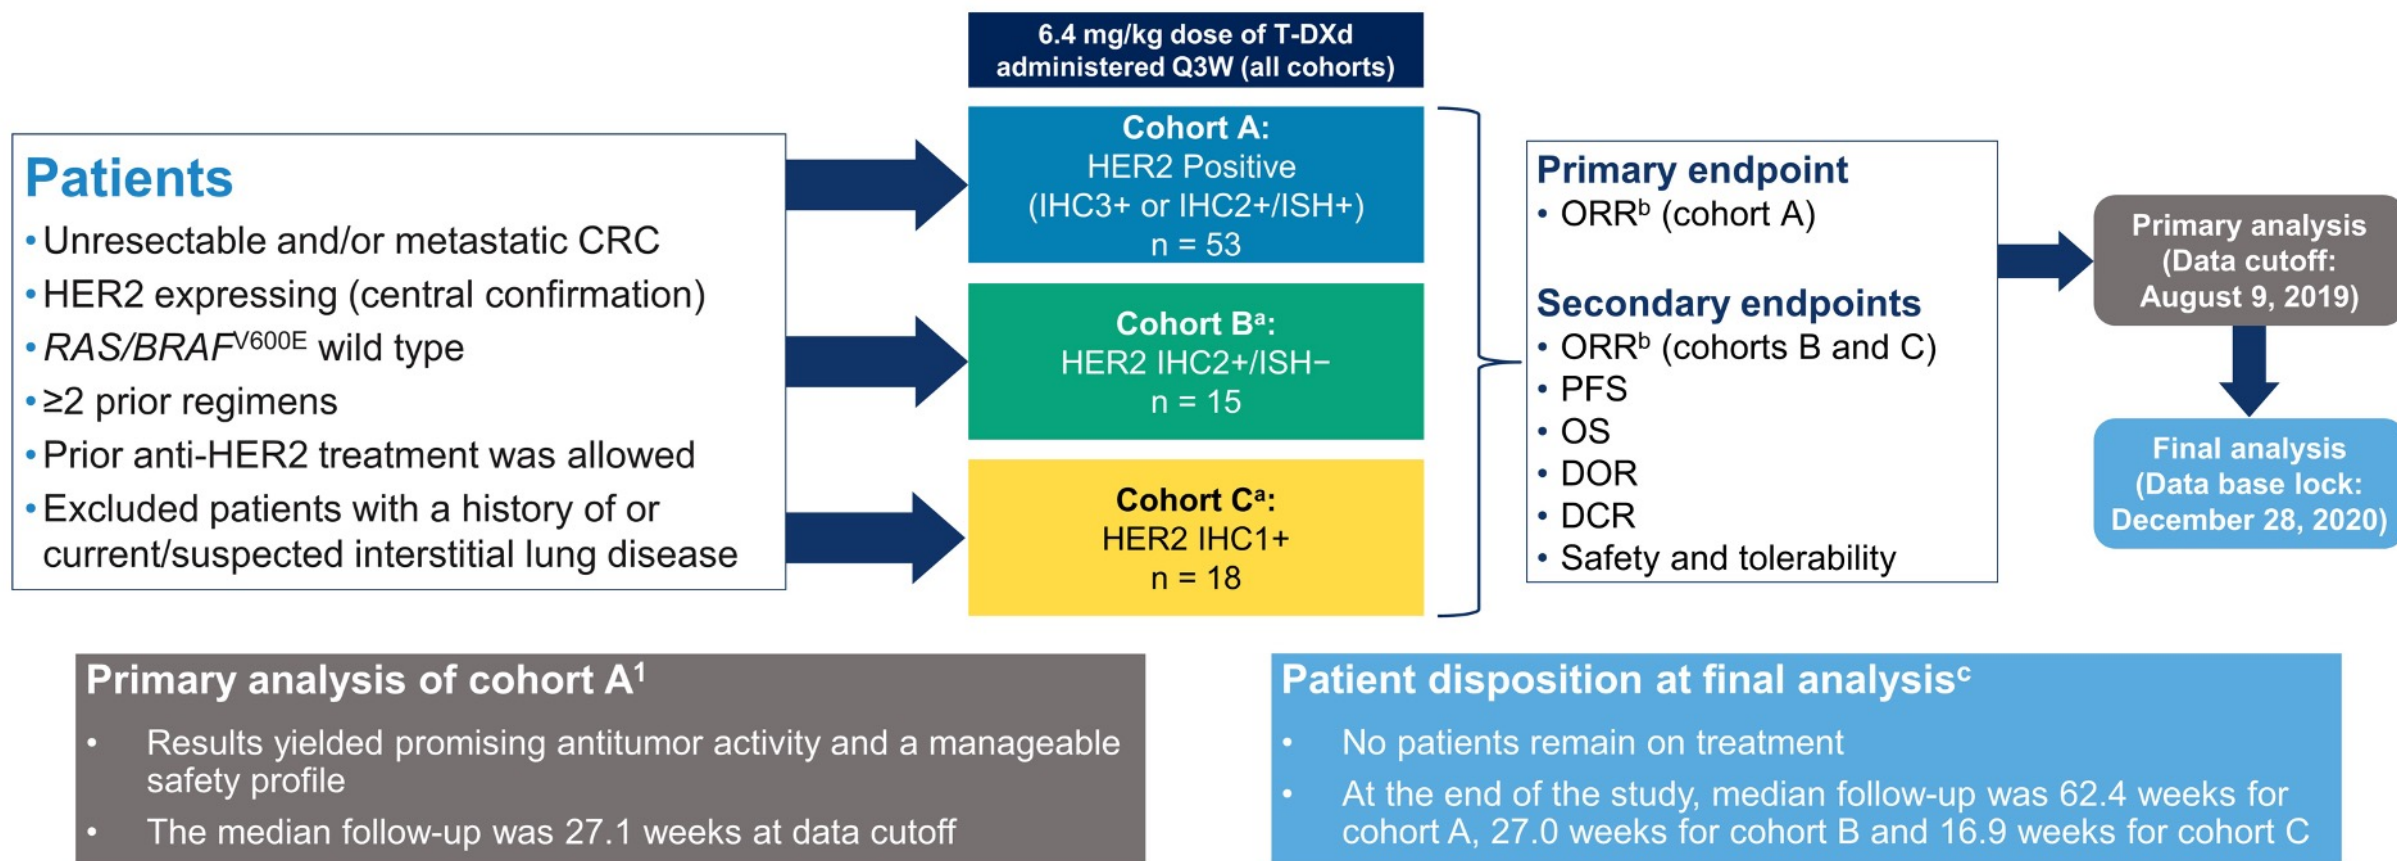 6.4 mg/kg dose of T-DXd
administered Q3W (all cohorts)
Patients
• Unresectable and/or metastatic CRC
• HER2 expressing (central confirmation)
• RAS/BRAFV600E wild type
• ≥2 prior regimens
• Prior anti-HER2 treatment was allowed
• Excluded patients with a history of or
current/suspected interstitial lung disease
Cohort A:
HER2 Positive
(IHC3+ or IHC2+/ISH+)
n = 53
Cohort Bᵃ:
HER2 IHC2+/ISH−
n = 15
Cohort Cᵃ:
HER2 IHC1+
n = 18
Primary endpoint
• ORRᵇ (cohort A)
Secondary endpoints
• ORRᵇ (cohorts B and C)
• PFS
• OS
• DOR
• DCR
• Safety and tolerability
Primary analysis
(Data cutoff:
August 9, 2019)
Final analysis
(Data base lock:
December 28, 2020)
Primary analysis of cohort A¹
• Results yielded promising antitumor activity and a manageable
safety profile
• The median follow-up was 27.1 weeks at data cutoff
Patient disposition at final analysisᶜ
• No patients remain on treatment
• At the end of the study, median follow-up was 62.4 weeks for
cohort A, 27.0 weeks for cohort B and 16.9 weeks for cohort C